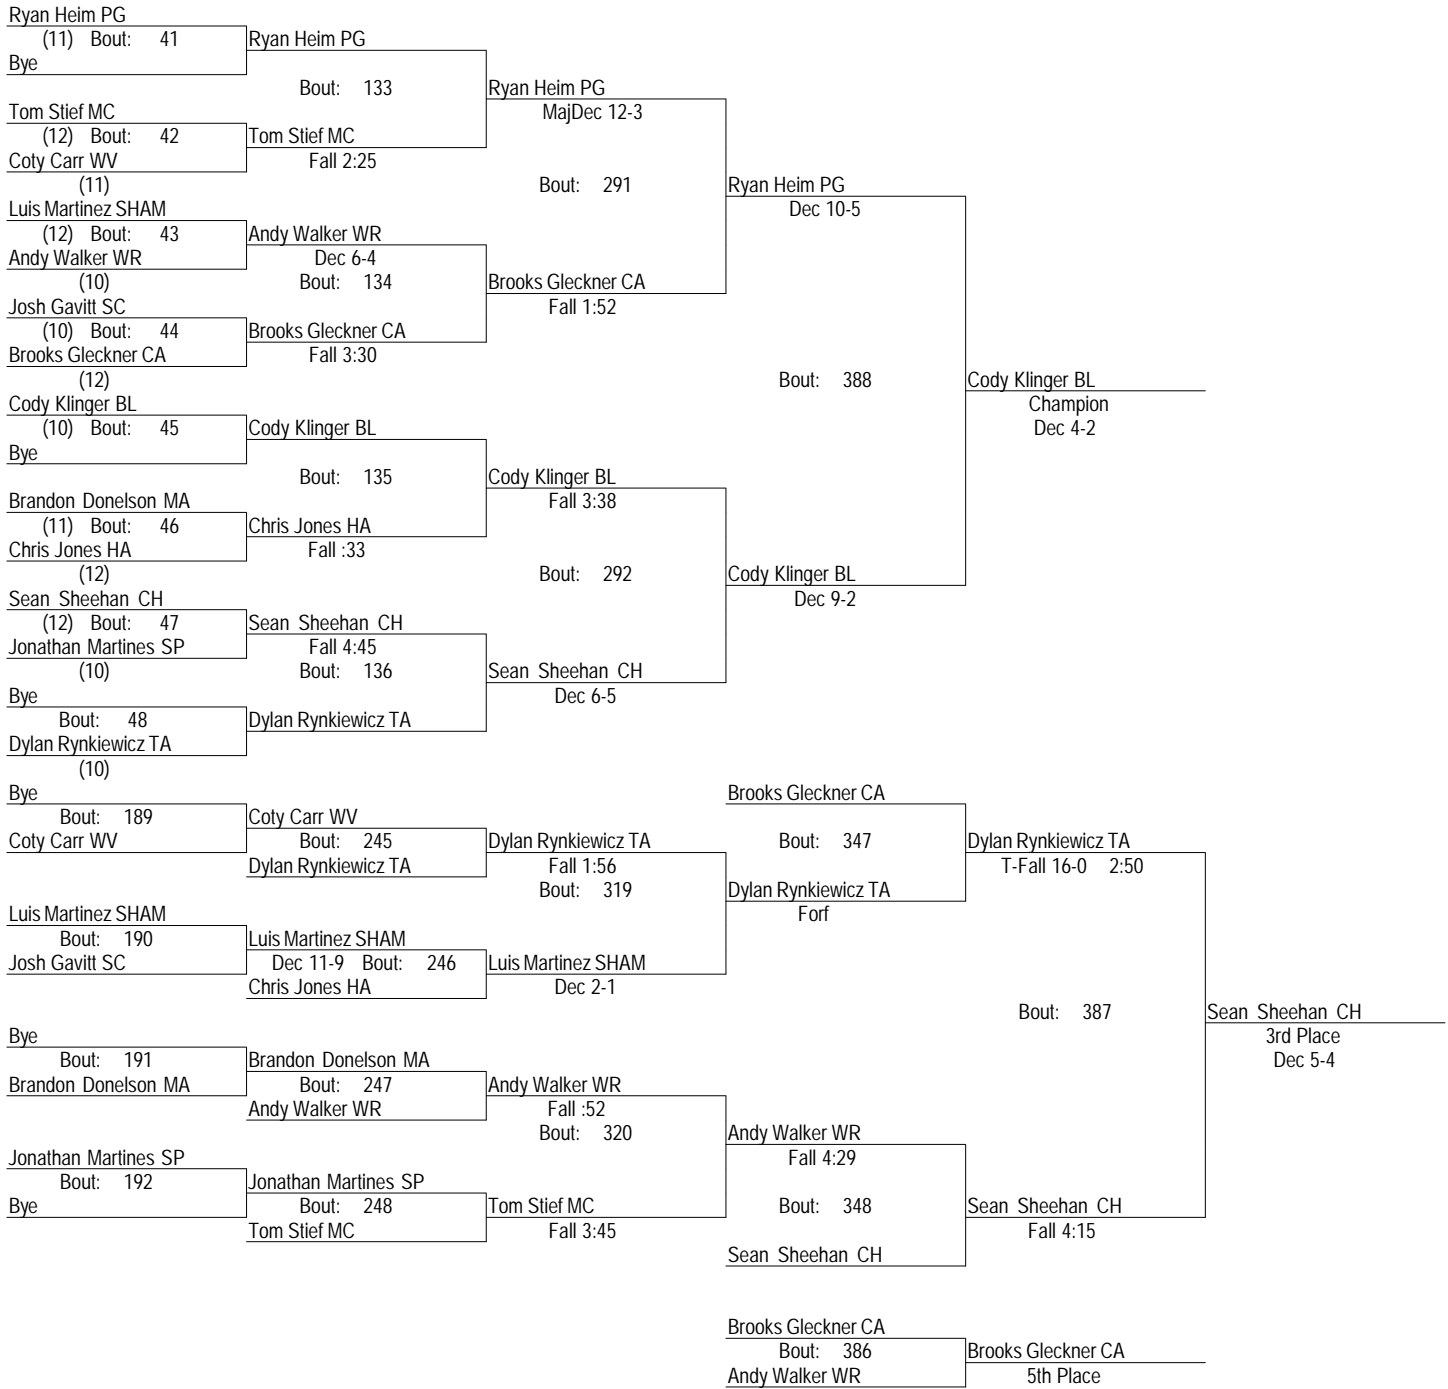 Ryan Heim PG
(11) Bout: 41 Ryan Heim PG
Bye
Bout: 133 Ryan Heim PG
Tom Stief MC MajDec 12-3
(12) Bout: 42 Tom Stief MC
Coty Carr WV Fall 2:25
(11) Bout: 291 Ryan Heim PG
Luis Martinez SHAM Dec 10-5
(12) Bout: 43 Andy Walker WR
Andy Walker WR Dec 6-4
(10) Bout: 134 Brooks Gleckner CA
Josh Gavitt SC Fall 1:52
(10) Bout: 44 Brooks Gleckner CA
Brooks Gleckner CA Fall 3:30
(12) Bout: 388 Cody Klinger BL
Cody Klinger BL Champion
(10) Bout: 45 Cody Klinger BL Dec 4-2
Bye
Bout: 135 Cody Klinger BL
Brandon Donelson MA Fall 3:38
(11) Bout: 46 Chris Jones HA
Chris Jones HA Fall :33
(12) Bout: 292 Cody Klinger BL
Sean Sheehan CH Dec 9-2
(12) Bout: 47 Sean Sheehan CH
Jonathan Martines SP Fall 4:45
(10) Bout: 136 Sean Sheehan CH
Bye Dec 6-5
Bout: 48 Dylan Rynkiewicz TA
Dylan Rynkiewicz TA
(10)
Bye Brooks Gleckner CA
Bout: 189 Coty Carr WV
Coty Carr WV Bout: 245 Dylan Rynkiewicz TA Bout: 347 Dylan Rynkiewicz TA
Dylan Rynkiewicz TA Fall 1:56 T-Fall 16-0 2:50
Bout: 319 Dylan Rynkiewicz TA
Luis Martinez SHAM Forf
Bout: 190 Luis Martinez SHAM
Josh Gavitt SC Dec 11-9 Bout: 246 Luis Martinez SHAM
Chris Jones HA Dec 2-1
Bout: 387 Sean Sheehan CH
Bye 3rd Place
Bout: 191 Brandon Donelson MA Dec 5-4
Brandon Donelson MA Bout: 247 Andy Walker WR
Andy Walker WR Fall :52
Bout: 320 Andy Walker WR
Jonathan Martines SP Fall 4:29
Bout: 192 Jonathan Martines SP
Bye Bout: 248 Tom Stief MC Bout: 348 Sean Sheehan CH
Tom Stief MC Fall 3:45 Fall 4:15
Sean Sheehan CH
Brooks Gleckner CA
Bout: 386 Brooks Gleckner CA
Andy Walker WR 5th Place